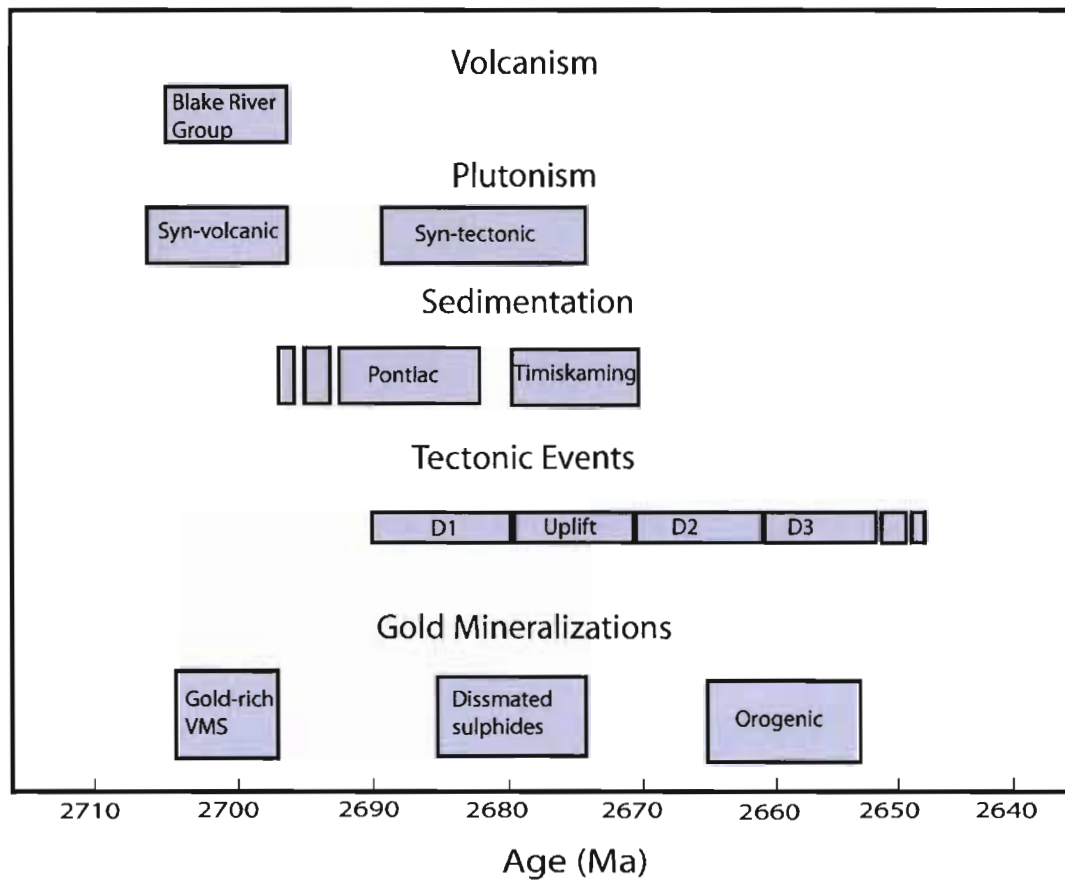 Volcanism
Blake River
Group
Plutonism
Syn-volcanic
Syn-tectonic
Sedimentation
Pontiac
Timiskaming
Tectonic Events
D1
Uplift
D2
D3
Gold Mineralizations
Gold-rich
VMS
Dissmated
sulphides
Orogenic
2710 2700 2690 2680 2670 2660 2650 2640
Age (Ma)